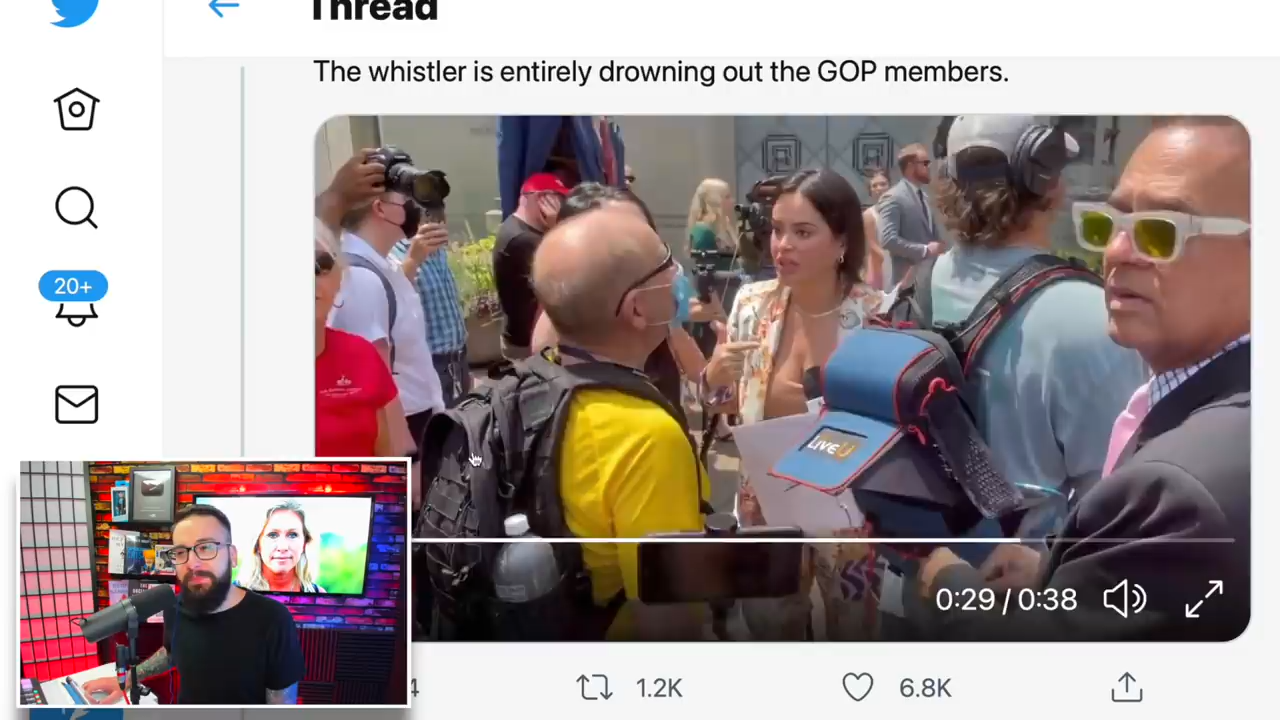 Thread
The whistler is entirely drowning out the GOP members.
20+
LIVEU
0:29 / 0:38
4
1.2K
6.8K